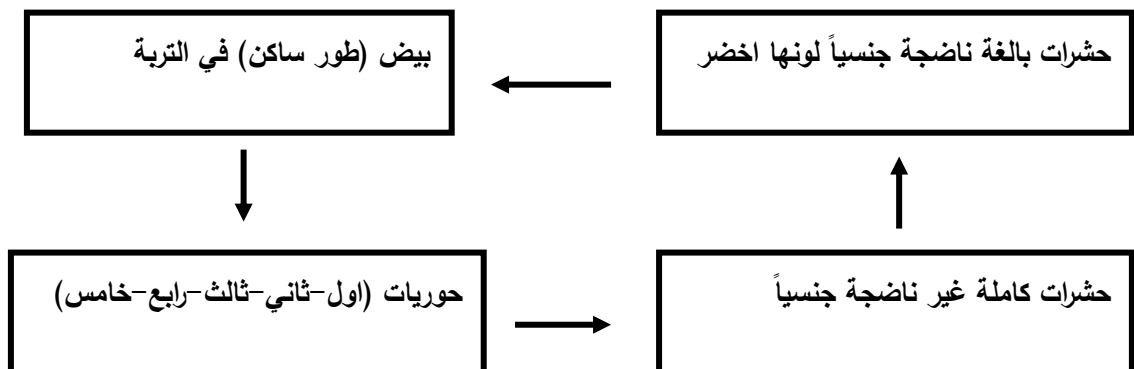 حشرات بالغة ناضجة جنسياً لونها اخضر
بيض (طور ساكن) في التربة
حشرات كاملة غير ناضجة جنسياً
حوريات (اول-ثاني-ثالث-رابع-خامس)